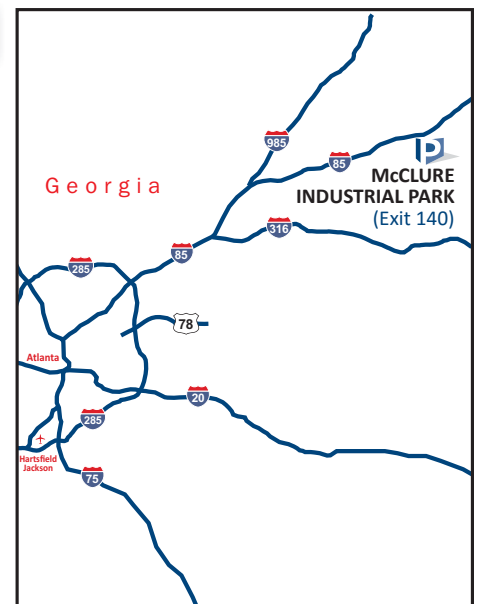 985
85
McCLURE
INDUSTRIAL PARK
(Exit 140)
Georgia
316
85
285
78
Atlanta
20
285
Hartsfield
Jackson
75